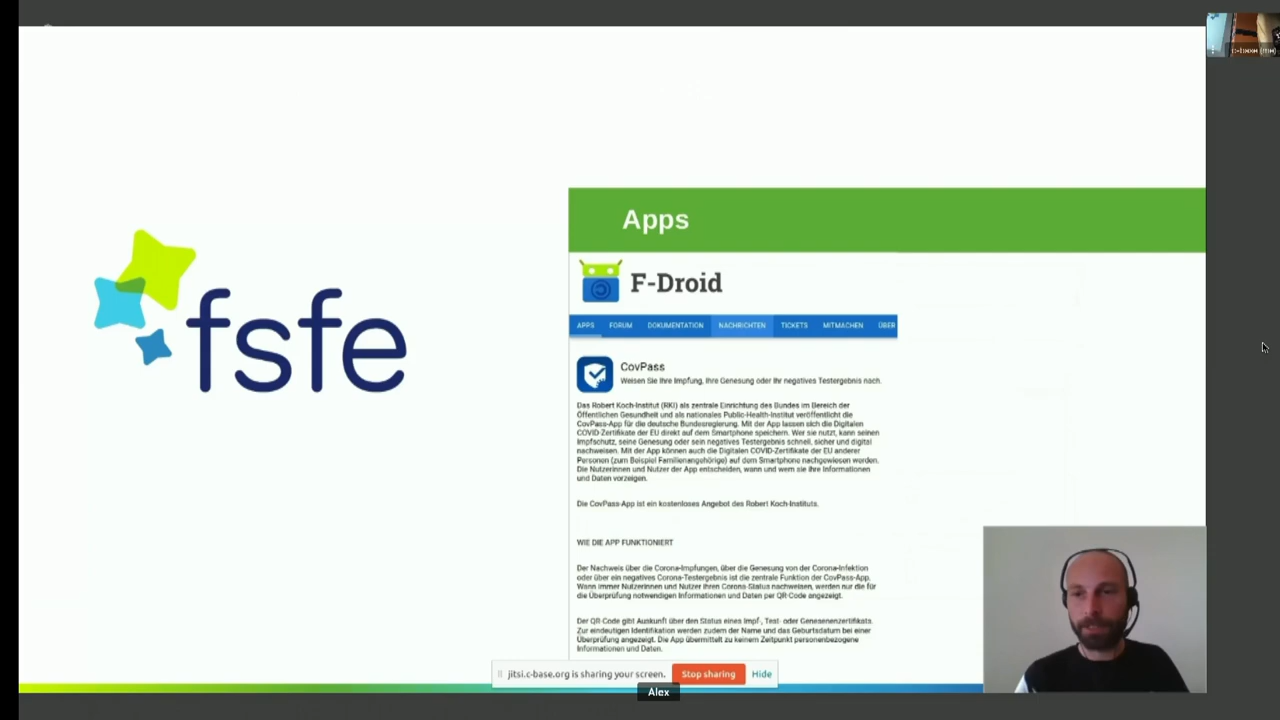 c-base (me)
fsfe
Apps
F-Droid
APPS FORUM DOKUMENTATION NACHRICHTEN TICKETS MITMACHEN ÜBER
CovPass
Weisen Sie Ihre Impfung, Ihre Genesung oder Ihr negatives Testergebnis nach.
Das Robert Koch-Institut (RKI) als zentrale Einrichtung des Bundes im Bereich der
Öffentlichen Gesundheit und als nationales Public-Health-Institut veröffentlicht die
CovPass-App für die deutsche Bundesregierung. Mit der App lassen sich die Digitalen
COVID-Zertifikate der EU direkt auf dem Smartphone speichern. Wer sie nutzt, kann seinen
Impfschutz, seine Genesung oder sein negatives Testergebnis schnell, sicher und digital
nachweisen. Mit der App können auch die Digitalen COVID-Zertifikate der EU anderer
Personen (zum Beispiel Familienangehörige) auf dem Smartphone nachgewiesen werden.
Die Nutzerinnen und Nutzer der App entscheiden, wann und wem sie ihre Informationen
und Daten vorzeigen.
Die CovPass-App ist ein kostenloses Angebot des Robert Koch-Instituts.
WIE DIE APP FUNKTIONIERT
Der Nachweis über die Corona-Impfungen, über die Genesung von der Corona-Infektion
oder über ein negatives Corona-Testergebnis ist die zentrale Funktion der CovPass-App.
Wann immer Nutzerinnen und Nutzer ihren Corona-Status nachweisen, werden nur die für
die Überprüfung notwendigen Informationen und Daten per QR-Code angezeigt.
Der QR-Code gibt Auskunft über den Status eines Impf-, Test- oder Genesenenzertifikats.
Zur eindeutigen Identifikation werden zudem der Name und das Geburtsdatum bei einer
Überprüfung angezeigt. Die App übermittelt zu keinem Zeitpunkt personenbezogene
Informationen und Daten.
jitsi.c-base.org is sharing your screen. Stop sharing Hide
Alex